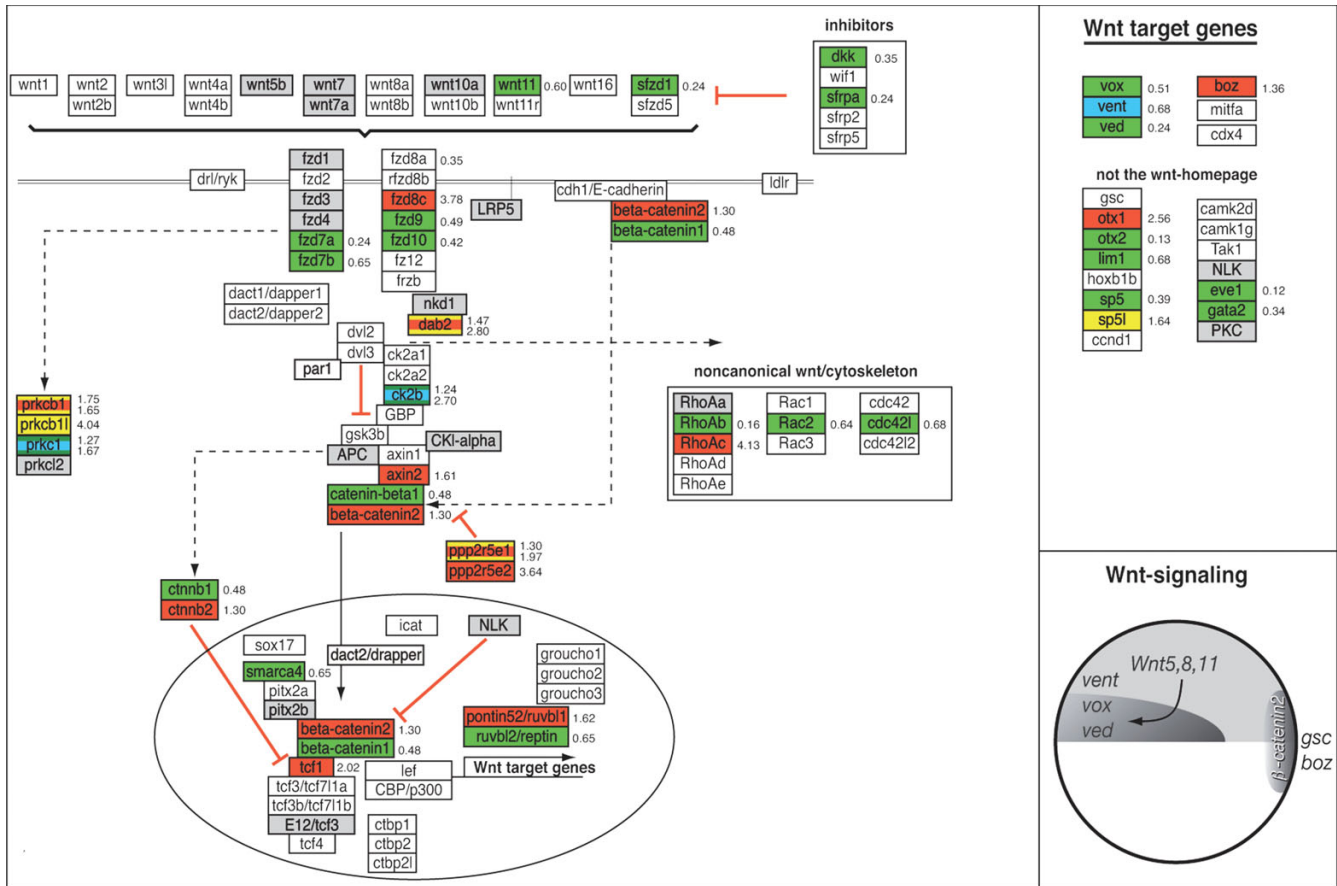 inhibitors
dkk 0.35
wif1
sfrpa 0.24
sfrp2
sfrp5
wnt1 wnt2 wnt3l wnt4a wnt5b wnt7 wnt8a wnt10a wnt11 0.60 wnt16 sfzd1 0.24
wnt2b wnt4b wnt7a wnt8b wnt10b wnt11r sfzd5
drl/ryk
fzd1
fzd2
fzd3
fzd4
fzd7a 0.24
fzd7b 0.65
fzd8a 0.35
rfzd8b
fzd8c 3.78
fzd9 0.49
fzd10 0.42
fz12
frzb
LRP5
cdh1/E-cadherin
beta-catenin2 1.30
beta-catenin1 0.48
ldlr
dact1/dapper1
dact2/dapper2
nkd1
dab2 1.47
2.80
dvl2
dvl3
par1
ck2a1
ck2a2
ck2b 1.24
2.70
GBP
gsk3b
CKI-alpha
APC axin1
axin2 1.61
catenin-beta1 0.48
beta-catenin2 1.30
prkcb1 1.75
1.65
prkcb1l 4.04
prkc1 1.27
1.67
prkcl2
noncanonical wnt/cytoskeleton
RhoAa Rac1 cdc42
RhoAb 0.16 Rac2 0.64 cdc42l 0.68
RhoAc 4.13 Rac3 cdc42l2
RhoAd
RhoAe
ppp2r5e1 1.30
1.97
ppp2r5e2 3.64
ctnnb1 0.48
ctnnb2 1.30
icat NLK
sox17
dact2/drapper
smarca4 0.65
pitx2a
pitx2b
groucho1
groucho2
groucho3
beta-catenin2 1.30
beta-catenin1 0.48
pontin52/ruvbl1 1.62
ruvbl2/reptin 0.65
tcf1 2.02
tcf3/tcf7l1a
tcf3b/tcf7l1b
E12/tcf3
tcf4
lef
CBP/p300
Wnt target genes
ctbp1
ctbp2
ctbp2l
Wnt target genes
vox 0.51 boz 1.36
vent 0.68 mitfa
ved 0.24 cdx4
not the wnt-homepage
gsc
otx1 2.56
otx2 0.13
lim1 0.68
hoxb1b
sp5 0.39
sp5l 1.64
ccnd1
camk2d
camk1g
Tak1
NLK
eve1 0.12
gata2 0.34
PKC
Wnt-signaling
Wnt5,8,11
vent
vox
ved
β-catenin2
gsc
boz